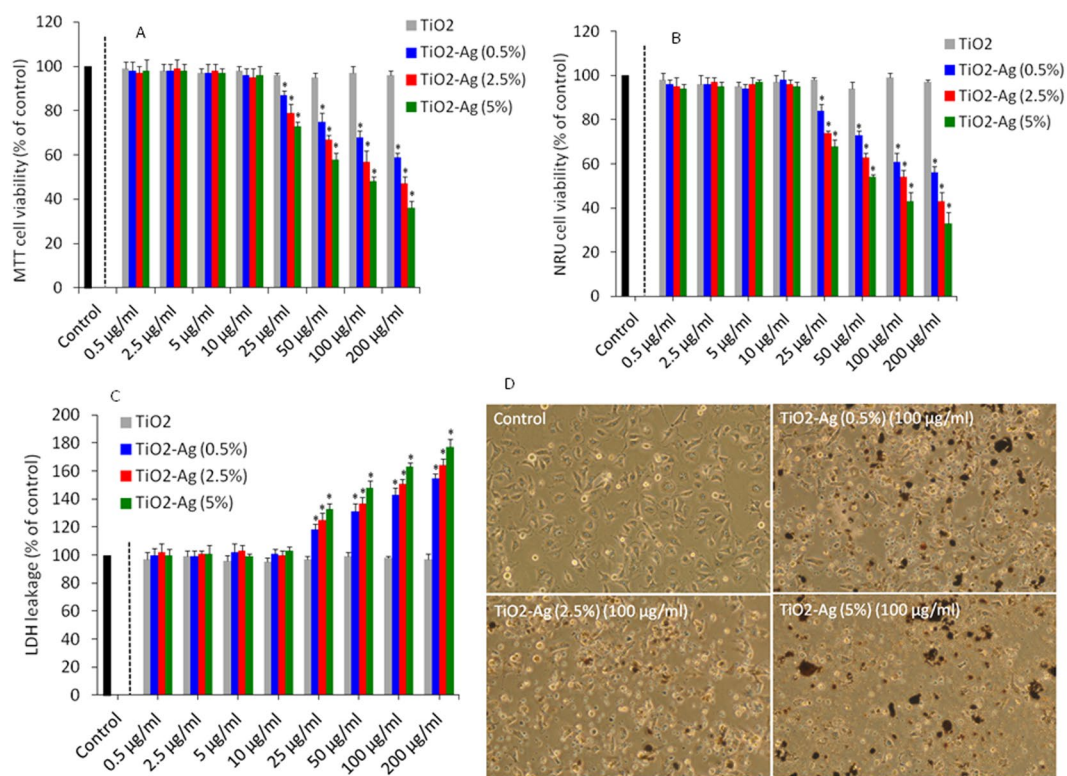 A
120
100
80
60
40
20
0
MTT cell viability (% of control)
TiO2
TiO2-Ag (0.5%)
TiO2-Ag (2.5%)
TiO2-Ag (5%)
* * * * * * * * * * * *
Control
0.5 µg/ml
2.5 µg/ml
5 µg/ml
10 µg/ml
25 µg/ml
50 µg/ml
100 µg/ml
200 µg/ml
B
120
100
80
60
40
20
0
NRU cell viability (% of control)
TiO2
TiO2-Ag (0.5%)
TiO2-Ag (2.5%)
TiO2-Ag (5%)
* * * * * * * * * * * *
Control
0.5 µg/ml
2.5 µg/ml
5 µg/ml
10 µg/ml
25 µg/ml
50 µg/ml
100 µg/ml
200 µg/ml
C
200
180
160
140
120
100
80
60
40
20
0
LDH leakage (% of control)
TiO2
TiO2-Ag (0.5%)
TiO2-Ag (2.5%)
TiO2-Ag (5%)
* * * * * * * * * * * *
Control
0.5 µg/ml
2.5 µg/ml
5 µg/ml
10 µg/ml
25 µg/ml
50 µg/ml
100 µg/ml
200 µg/ml
D
Control
TiO2-Ag (0.5%) (100 µg/ml)
TiO2-Ag (2.5%) (100 µg/ml)
TiO2-Ag (5%) (100 µg/ml)